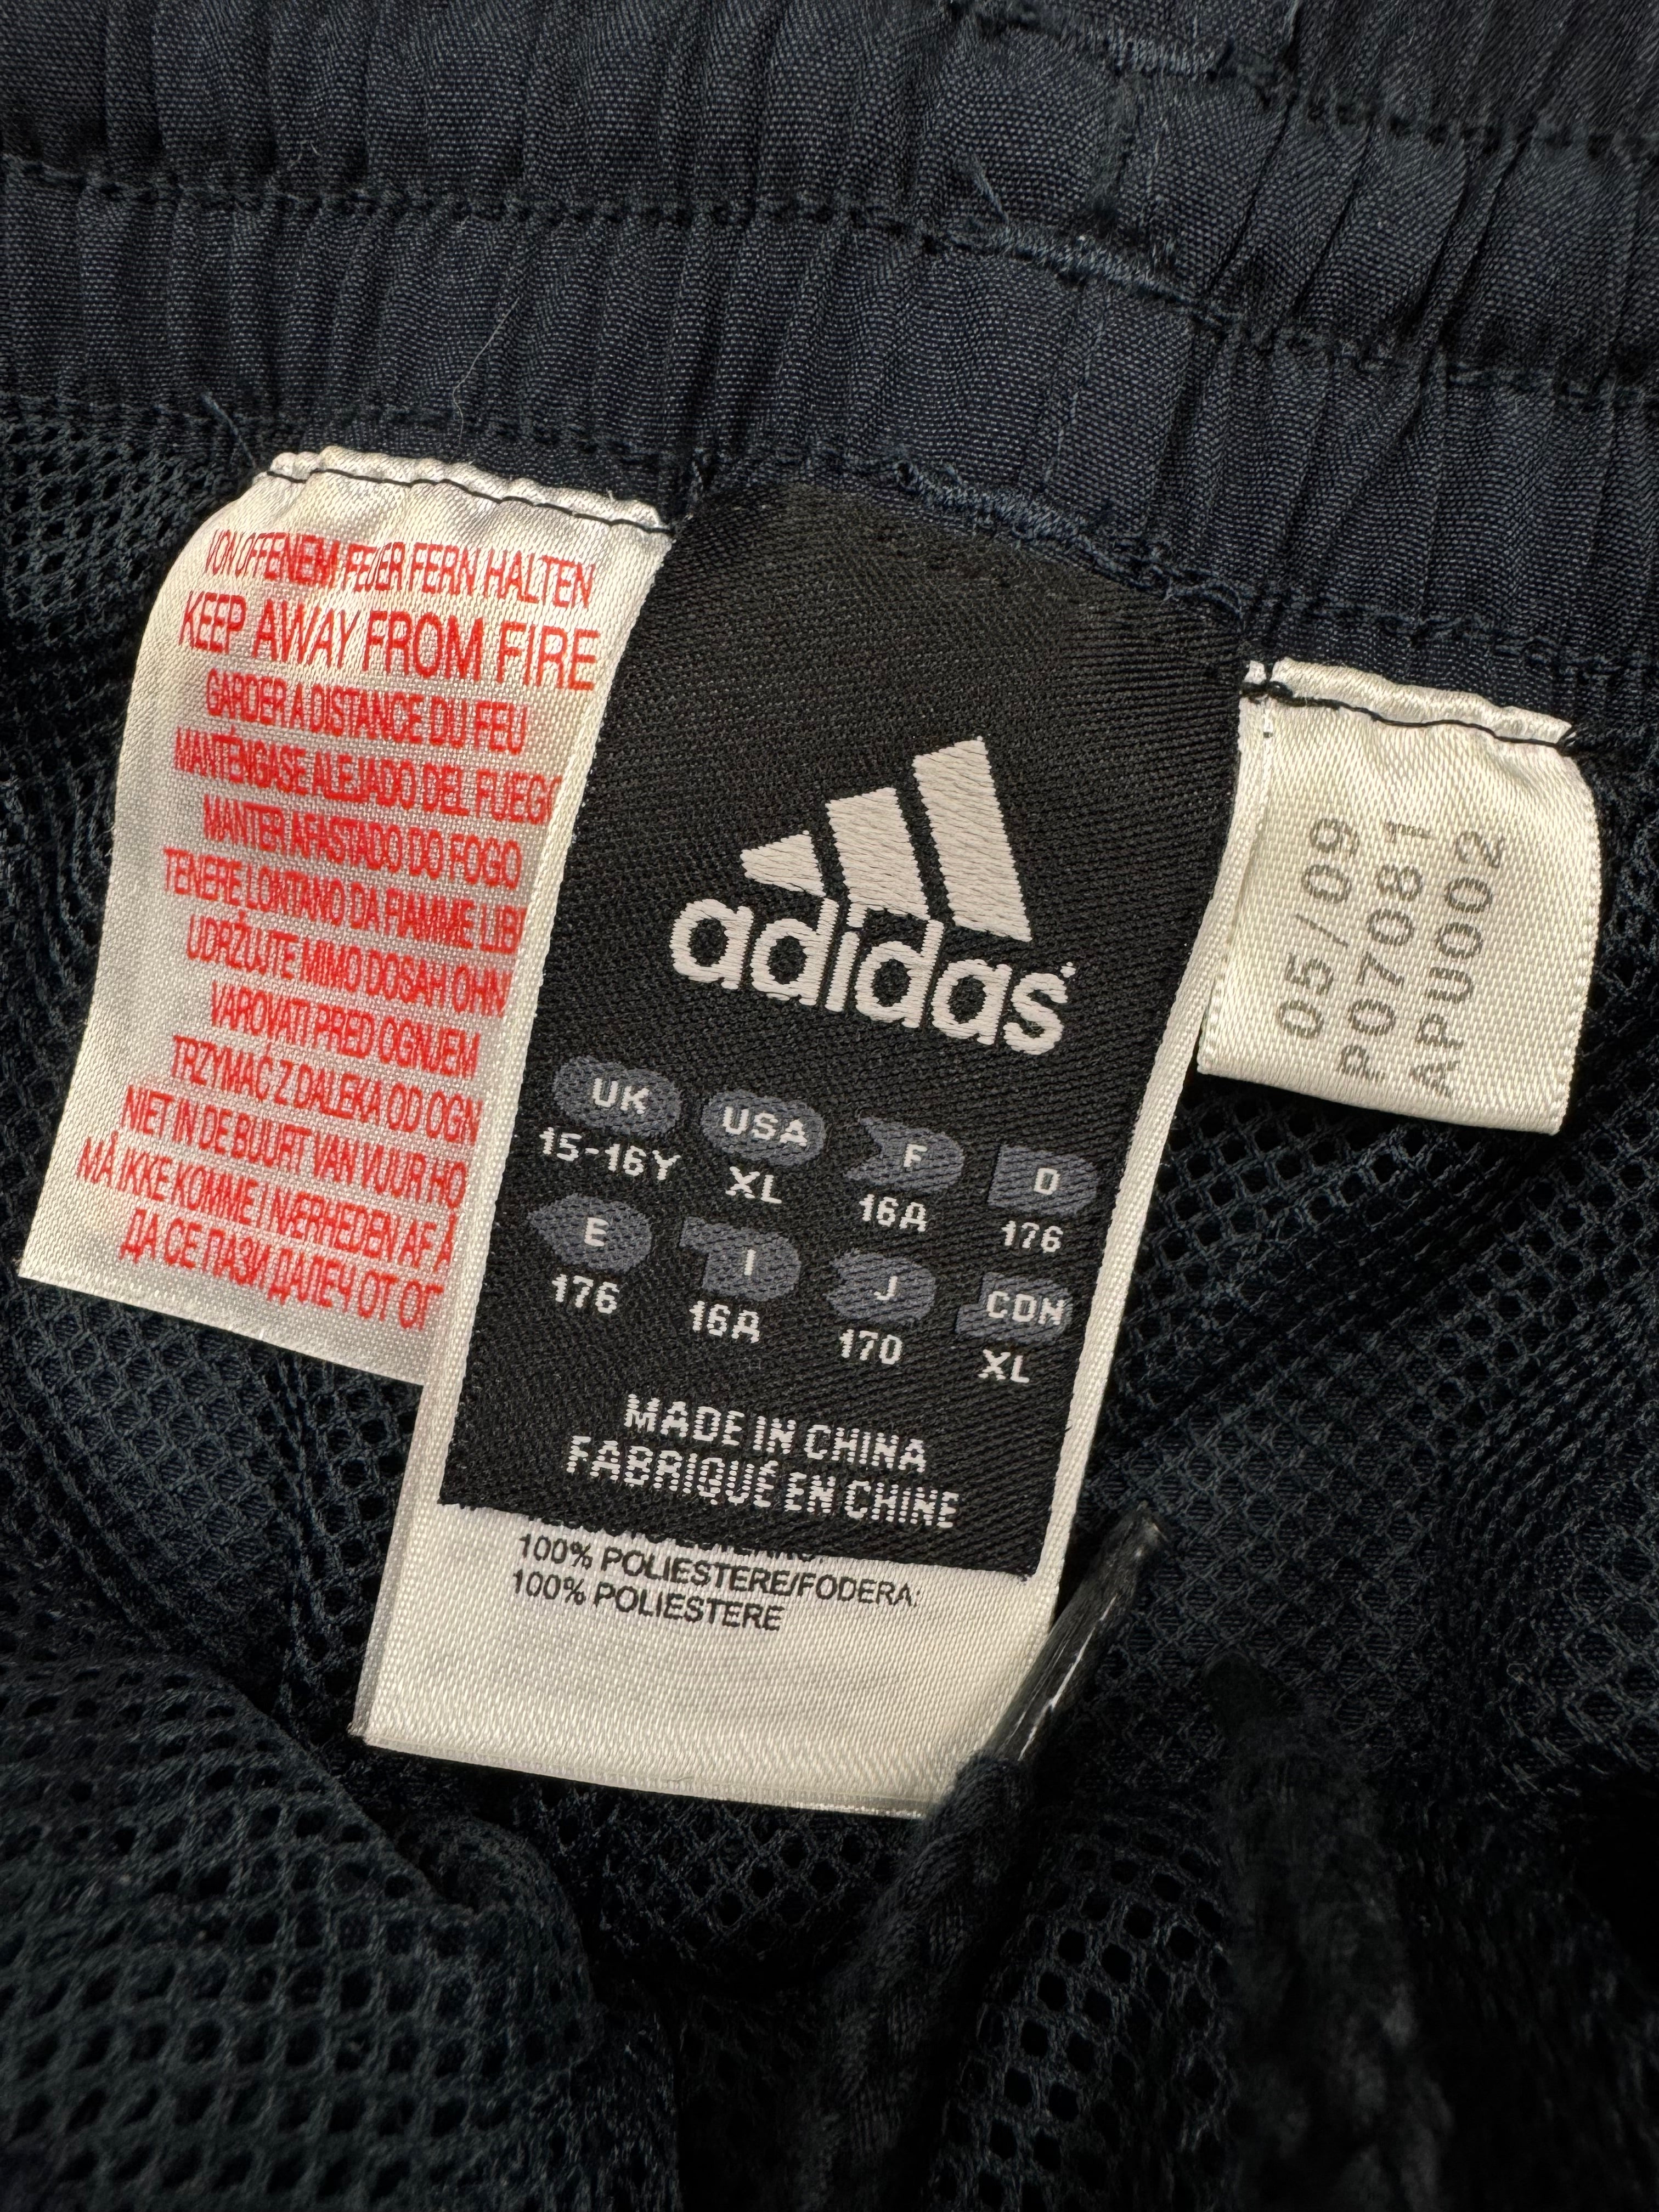 VON OFFENEM FEUER FERN HALTEN
KEEP AWAY FROM FIRE
GARDER A DISTANCE DU FEU
MANTÉNGASE ALEJADO DEL FUEGO
MANTER AFASTADO DO FOGO
TENERE LONTANO DA FIAMME LIB
UDRŽUJTE MIMO DOSAH OHN
VAROVATI PRED OGNJEM
TRZYMAĆ Z DALEKA OD OGN
NIET IN DE BUURT VAN VUUR HO
MÅ IKKE KOMME I NÆRHEDEN AF Å
ДА СЕ ПАЗИ ДАЛЕЧ ОТ ОГ
adidas
UK USA F D
15-16Y XL 16A 176
E I J CDN
176 16A 170 XL
MADE IN CHINA
FABRIQUÉ EN CHINE
100% POLIESTERE/FODERA:
100% POLIESTERE
05/09
P07081
APU002